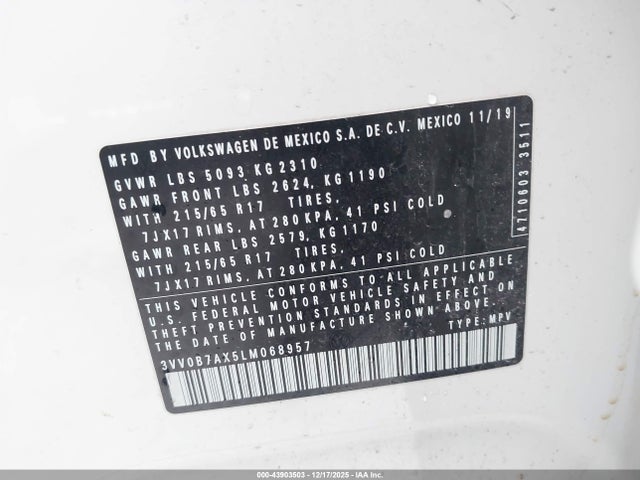 MFD BY VOLKSWAGEN DE MEXICO S.A. DE C.V. MEXICO 11/19
GVWR LBS 5093 KG 2310
GAWR FRONT LBS 2624, KG1190
WITH 215/65 R17 TIRES,
7JX17 RIMS, AT 280 KPA, 41 PSI COLD
GAWR REAR LBS 2579, KG 1170
WITH 215/65 R17 TIRES,
7JX17 RIMS, AT 280 KPA, 41 PSI COLD
THIS VEHICLE CONFORMS TO ALL APPLICABLE
U.S. FEDERAL MOTOR VEHICLE SAFETY AND
THEFT PREVENTION STANDARDS IN EFFECT ON
THE DATE OF MANUFACTURE SHOWN ABOVE.
3VV0B7AX5LM068957 TYPE: MPV
4710603 3511
000-43903503 - 12/17/2025 - IAAI.COM